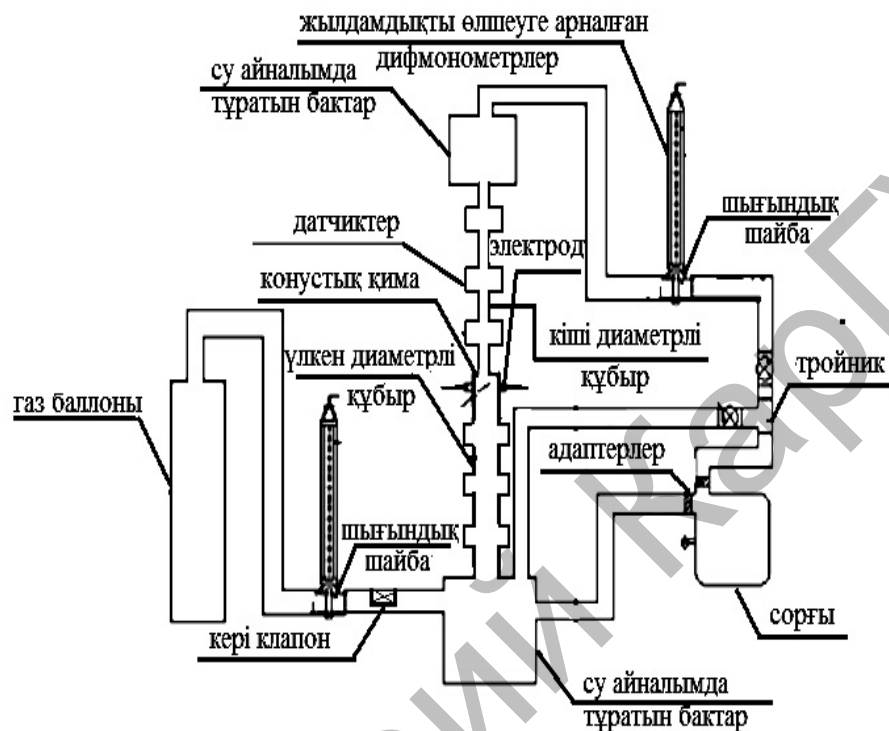 жылдамдықты өлшеуге арналған
дифмонометрлер
су айналымда
тұратын бактар
шығындық
шайба
датчиктер
электрод
конустық қима
кіші диаметрлі
құбыр
үлкен диаметрлі
құбыр
тройник
газ баллоны
адаптерлер
шығындық
шайба
сорғы
кері клапон
су айналымда
тұратын бактар